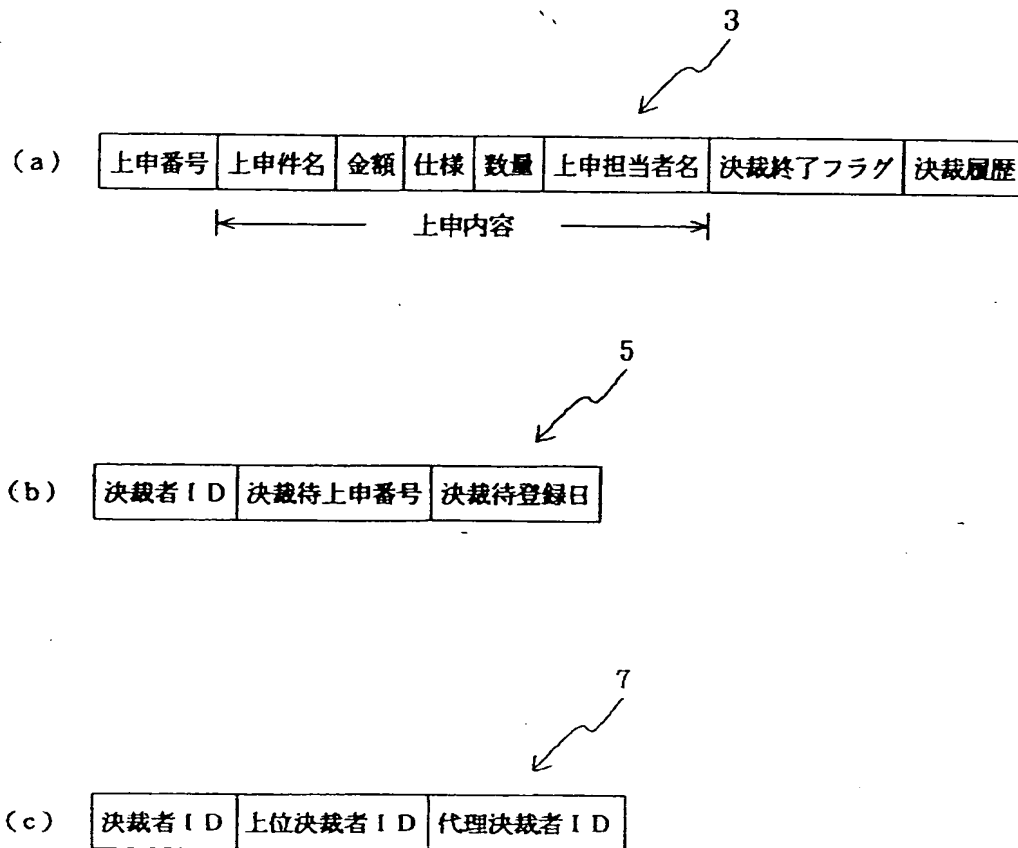 3
(a) 上申番号 上申件名 金額 仕様 数量 上申担当者名 決裁終了フラグ 決裁履歴
上申内容
5
(b) 決裁者ID 決裁待上申番号 決裁待登録日
7
(c) 決裁者ID 上位決裁者ID 代理決裁者ID